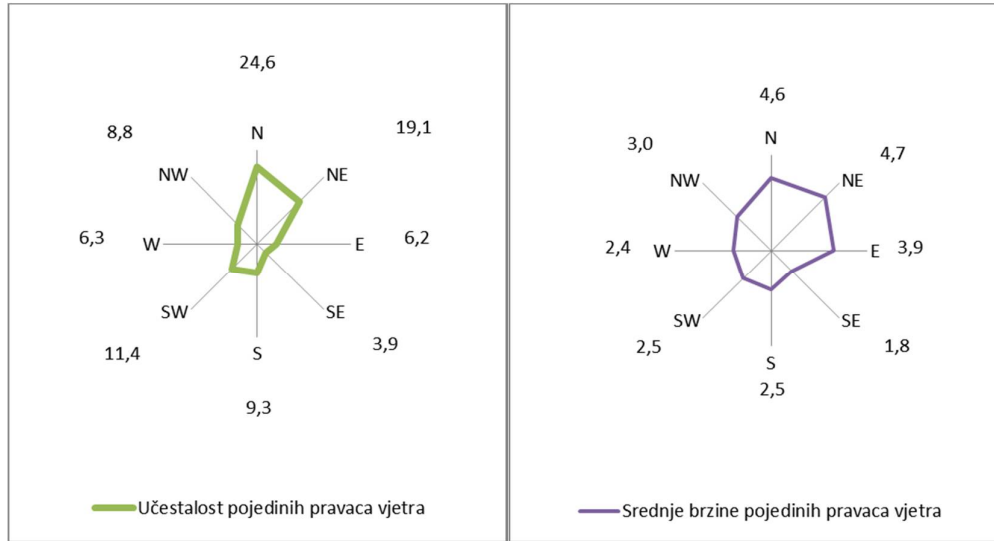 24,6
8,8
19,1
N
NW
NE
6,3
W
E
6,2
SW
SE
11,4
S
3,9
9,3
Učestalost pojedinih pravaca vjetra
4,6
3,0
4,7
N
NW
NE
2,4
W
E
3,9
SW
SE
2,5
S
1,8
2,5
Srednje brzine pojedinih pravaca vjetra